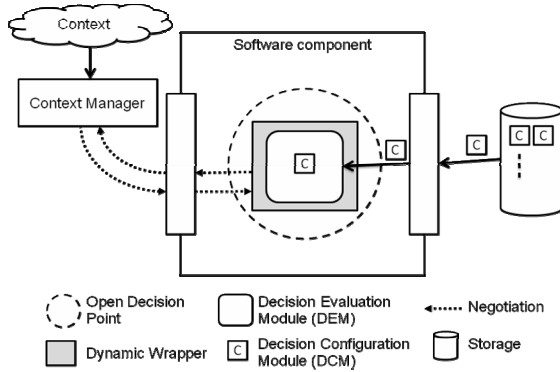 Context
Software component
Context Manager
C
C
C
C C
Open Decision
Point
Decision Evaluation
Module (DEM)
Negotiation
Dynamic Wrapper
C
Decision Configuration
Module (DCM)
Storage